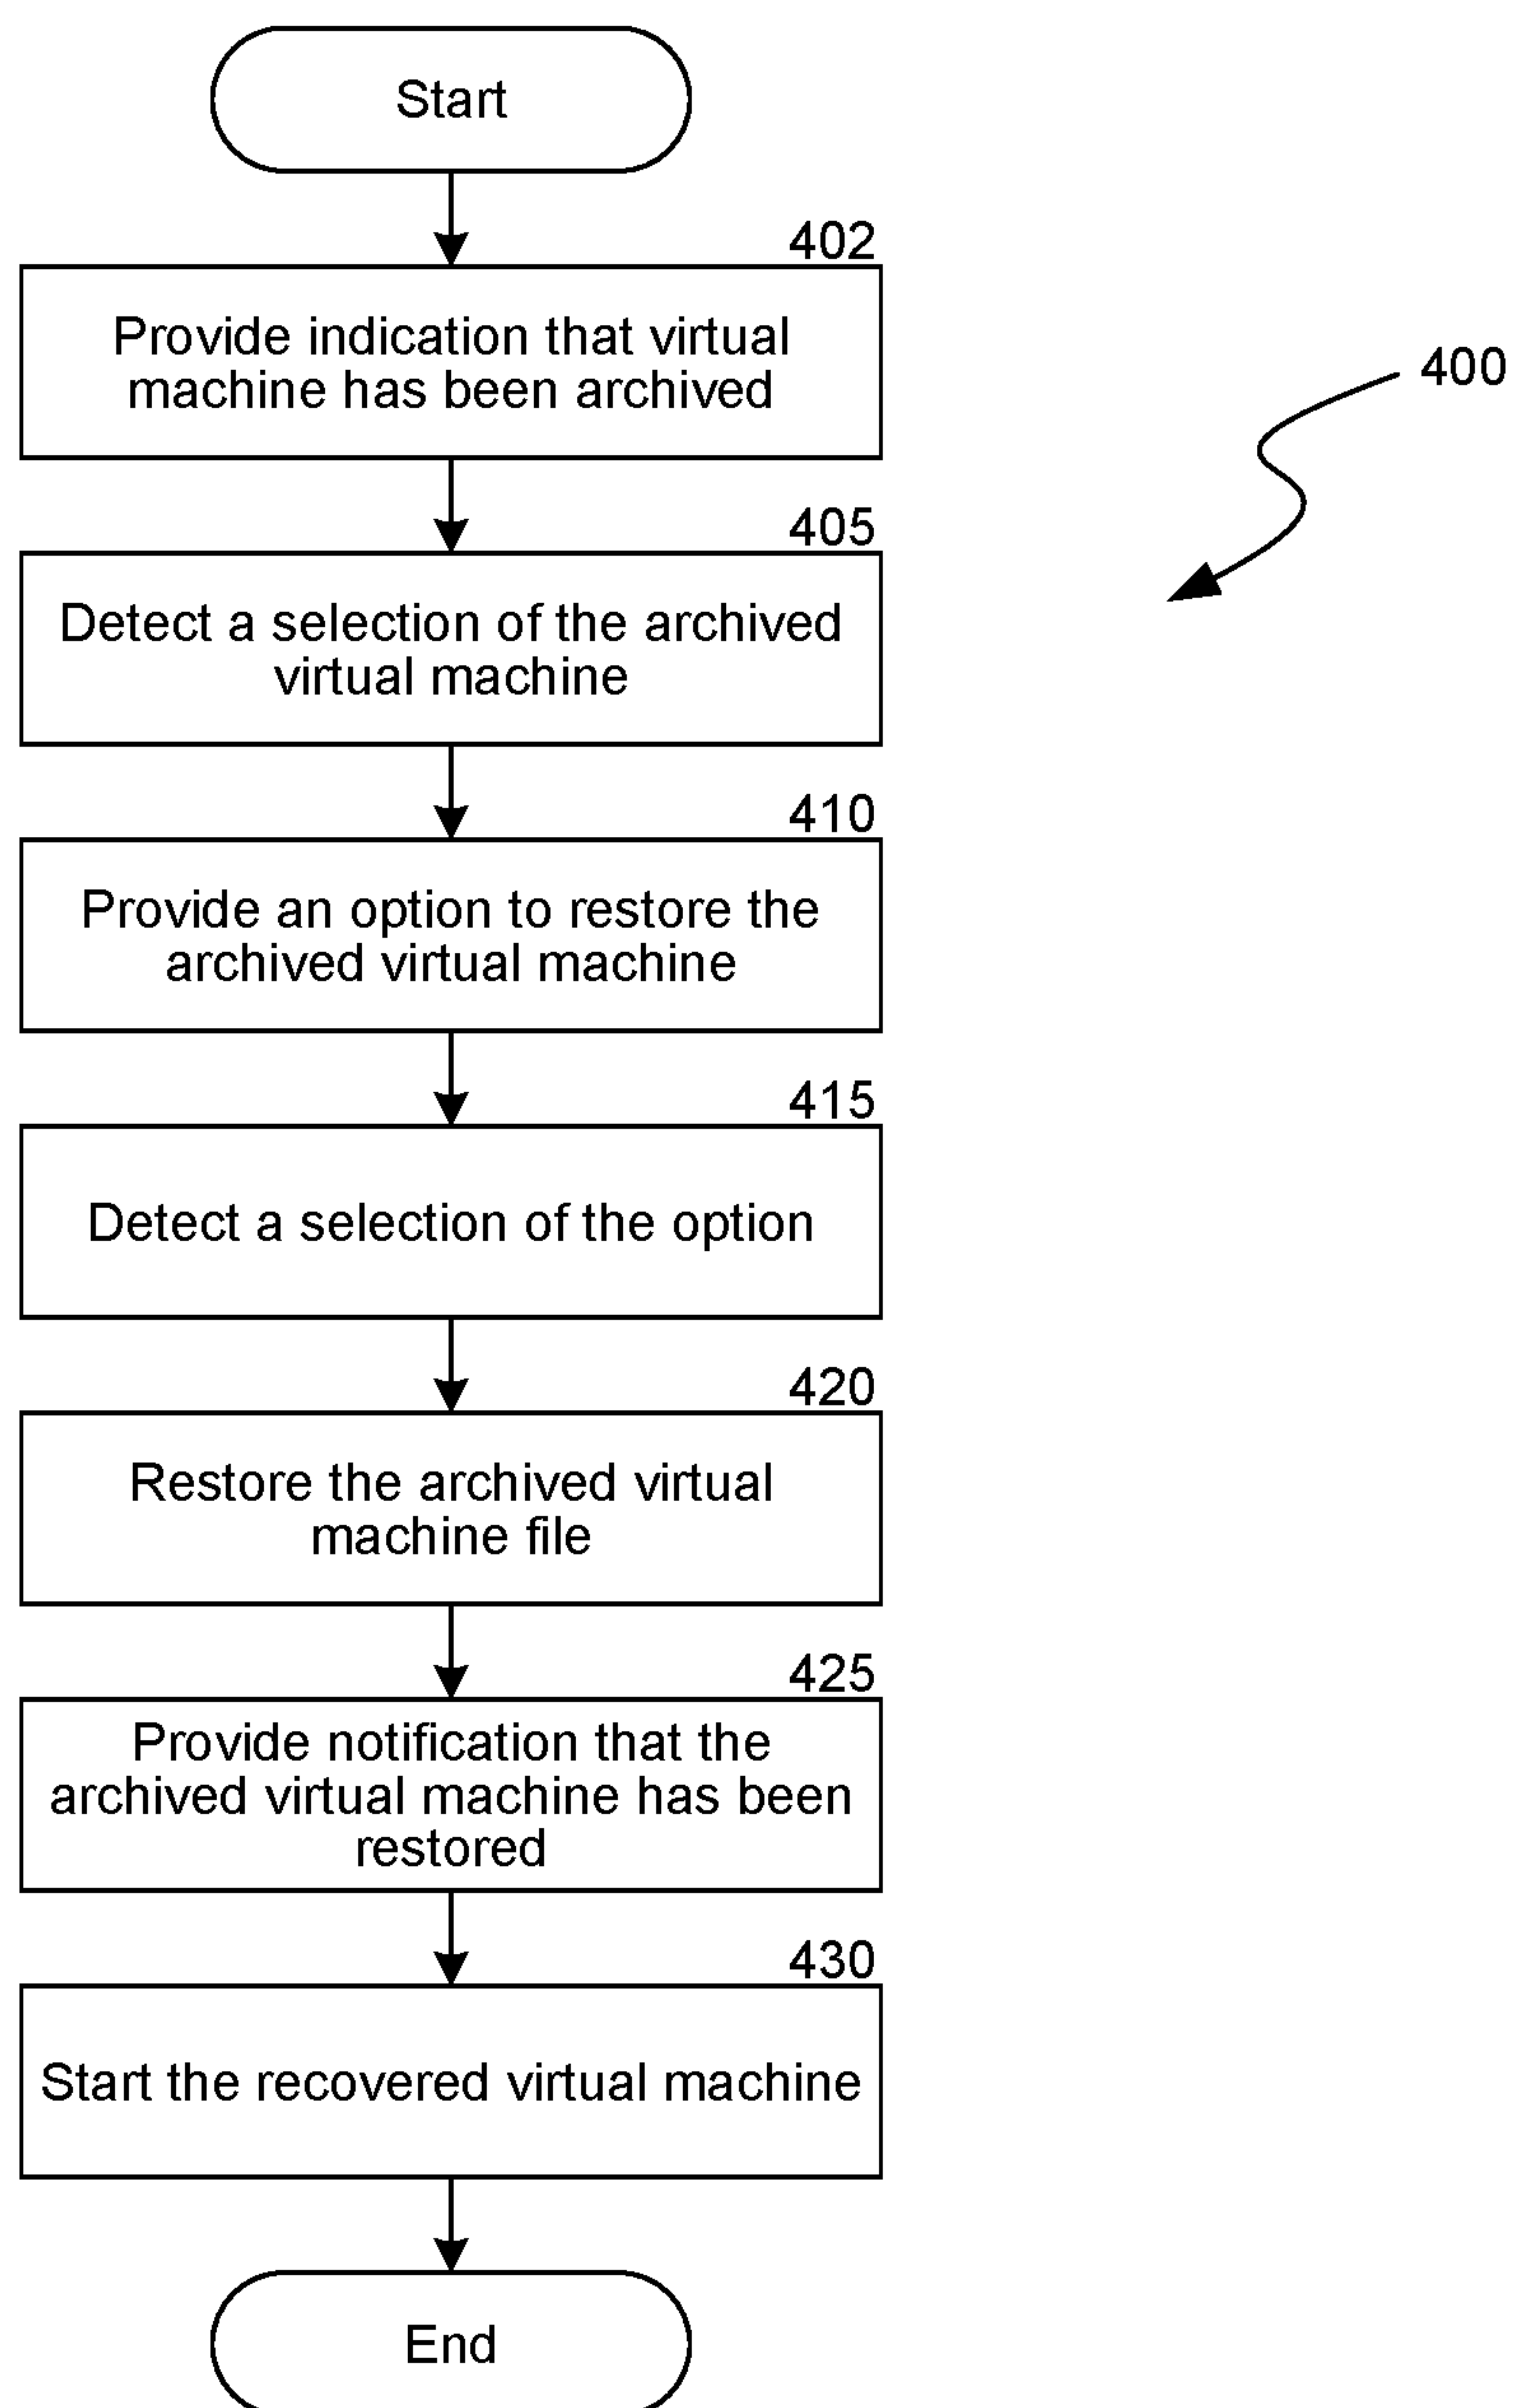 Start
402
Provide indication that virtual
machine has been archived
400
405
Detect a selection of the archived
virtual machine
410
Provide an option to restore the
archived virtual machine
415
Detect a selection of the option
420
Restore the archived virtual
machine file
425
Provide notification that the
archived virtual machine has been
restored
430
Start the recovered virtual machine
End